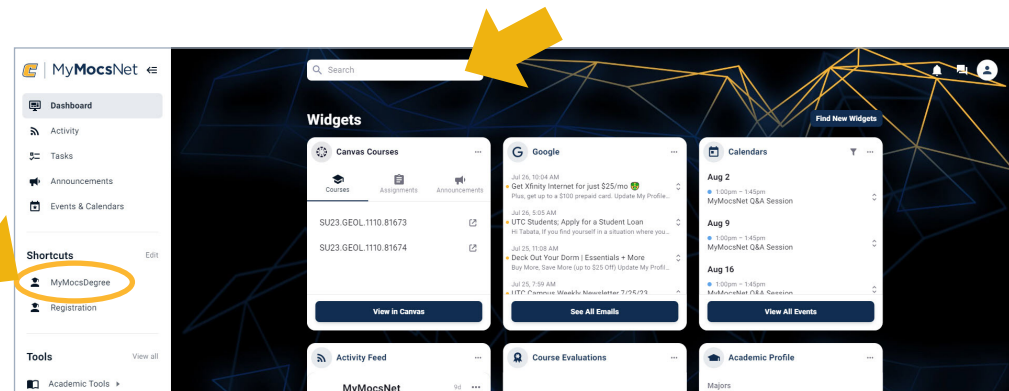 MyMocsNet
Dashboard
Activity
Tasks
Announcements
Events & Calendars
Shortcuts Edit
MyMocsDegree
Registration
Tools View all
Academic Tools
Search
Widgets
Find New Widgets
Canvas Courses
Courses Assignments Announcements
SU23.GEOL.1110.81673
SU23.GEOL.1110.81674
View in Canvas
Google
Jul 26, 10:04 AM
Get Xfinity Internet for just $25/mo
Plus, get up to a $100 prepaid card. Update My Profile...
Jul 26, 5:05 AM
UTC Students; Apply for a Student Loan
Hi Tabata, If you find yourself in a situation where you...
Jul 25, 11:08 AM
Deck Out Your Dorm | Essentials + More
Buy More, Save More (up to $25 Off) Update My Profil...
Jul 25, 7:59 AM
UTC Campus Weekly Newsletter 7/25/23
See All Emails
Calendars
Aug 2
1:00pm – 1:45pm
MyMocsNet Q&A Session
Aug 9
1:00pm – 1:45pm
MyMocsNet Q&A Session
Aug 16
1:00pm – 1:45pm
MyMocsNet Q&A Session
View All Events
Activity Feed
MyMocsNet 9d
Course Evaluations
Academic Profile
Majors